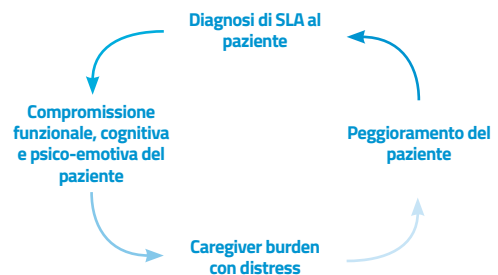 Diagnosi di SLA al
paziente
Compromissione
funzionale, cognitiva
e psico-emotiva del
paziente
Peggioramento del
paziente
Caregiver burden
con distress